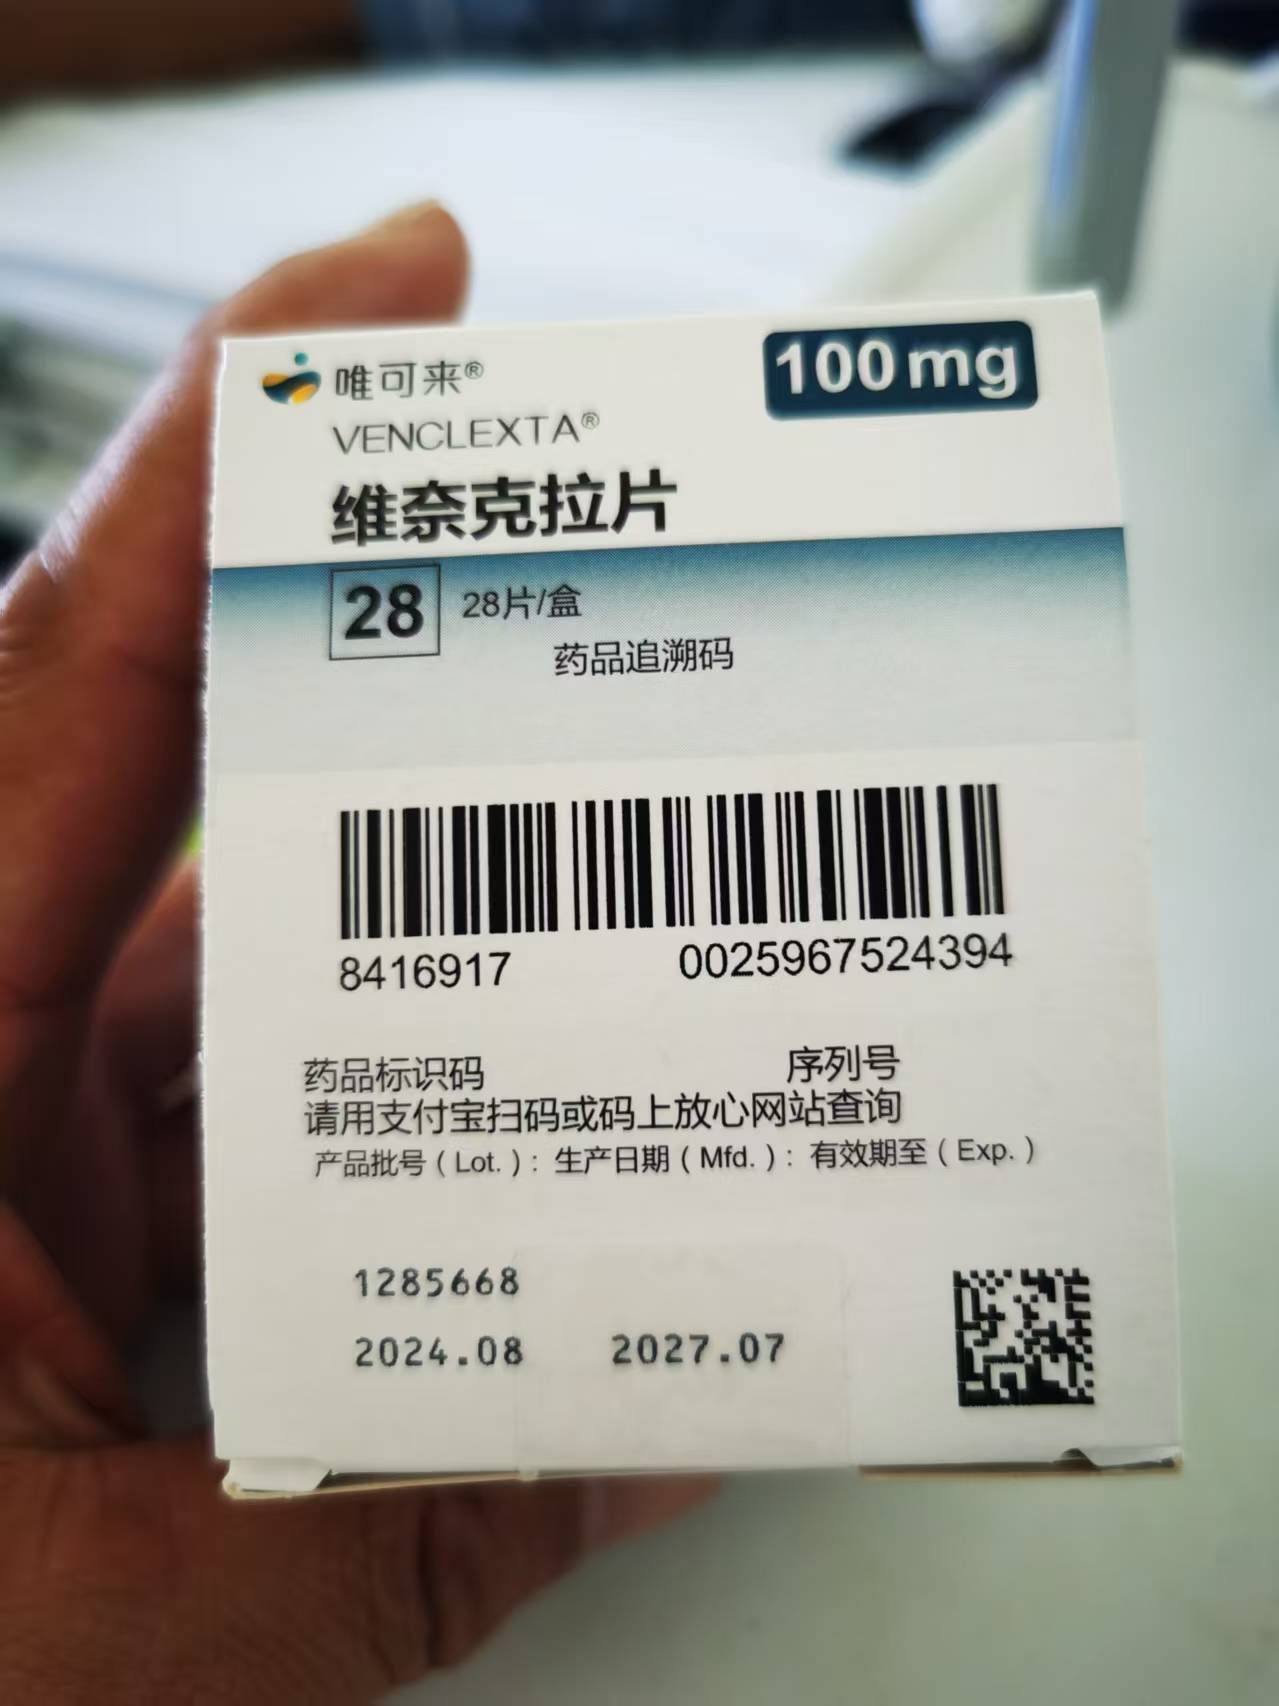 唯可来®
100 mg
VENCLEXTA®
维奈克拉片
28 28片/盒
药品追溯码
8416917 0025967524394
药品标识码 序列号
请用支付宝扫码或码上放心网站查询
产品批号(Lot.): 生产日期(Mfd.): 有效期至(Exp.)
1285668
2024.08 2027.07